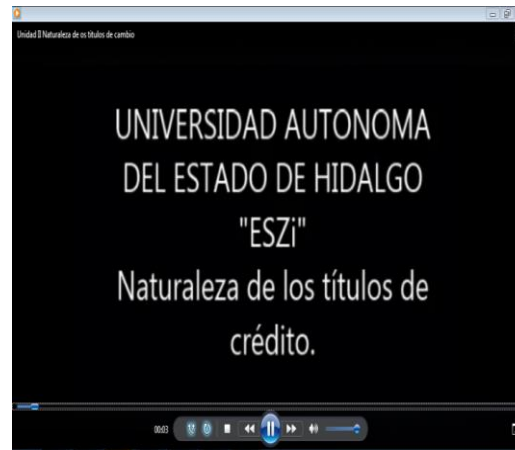 Unidad II Naturaleza de os titulos de cambio
UNIVERSIDAD AUTONOMA
DEL ESTADO DE HIDALGO
"ESZi"
Naturaleza de los títulos de
crédito.
00:03